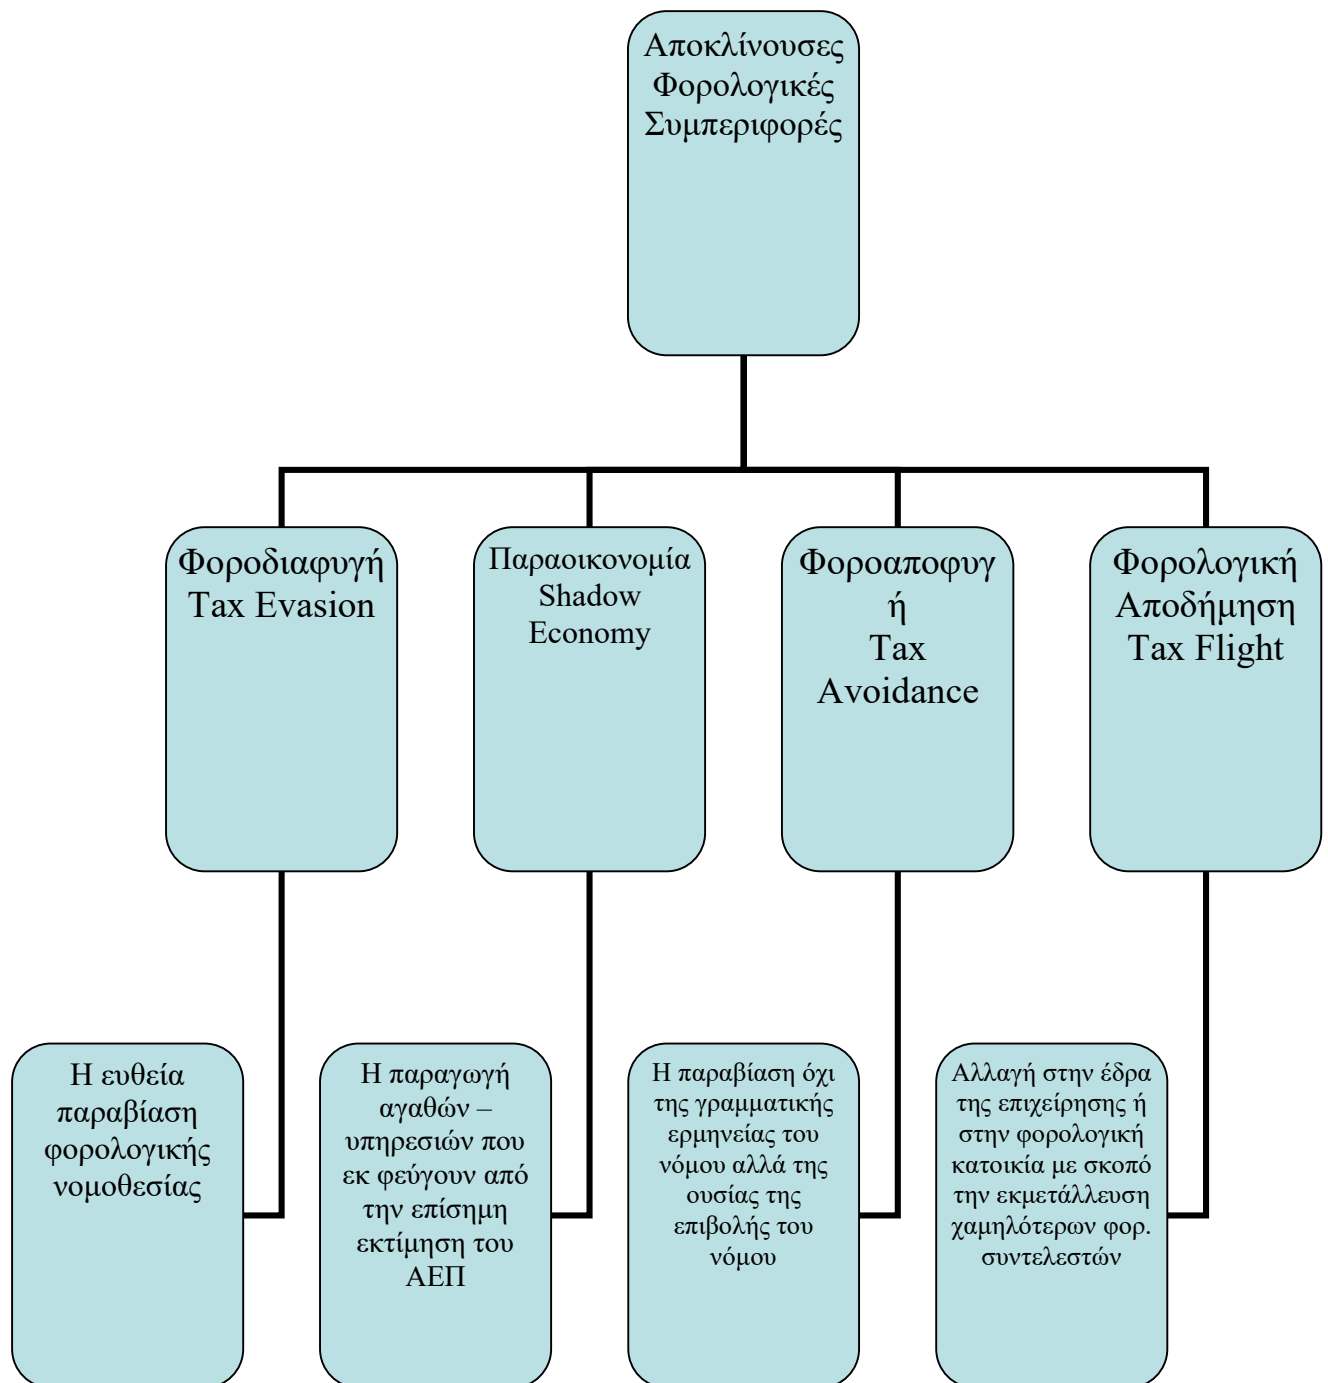 Αποκλίνουσες
Φορολογικές
Συμπεριφορές
Φοροδιαφυγή
Tax Evasion
Παραοικονομία
Shadow
Economy
Φοροαποφυγ
ή
Tax
Avoidance
Φορολογική
Αποδήμηση
Tax Flight
Η ευθεία
παραβίαση
φορολογικής
νομοθεσίας
Η παραγωγή
αγαθών –
υπηρεσιών που
εκ φεύγουν από
την επίσημη
εκτίμηση του
ΑΕΠ
Η παραβίαση όχι
της γραμματικής
ερμηνείας του
νόμου αλλά της
ουσίας της
επιβολής του
νόμου
Αλλαγή στην έδρα
της επιχείρησης ή
στην φορολογική
κατοικία με σκοπό
την εκμετάλλευση
χαμηλότερων φορ.
συντελεστών